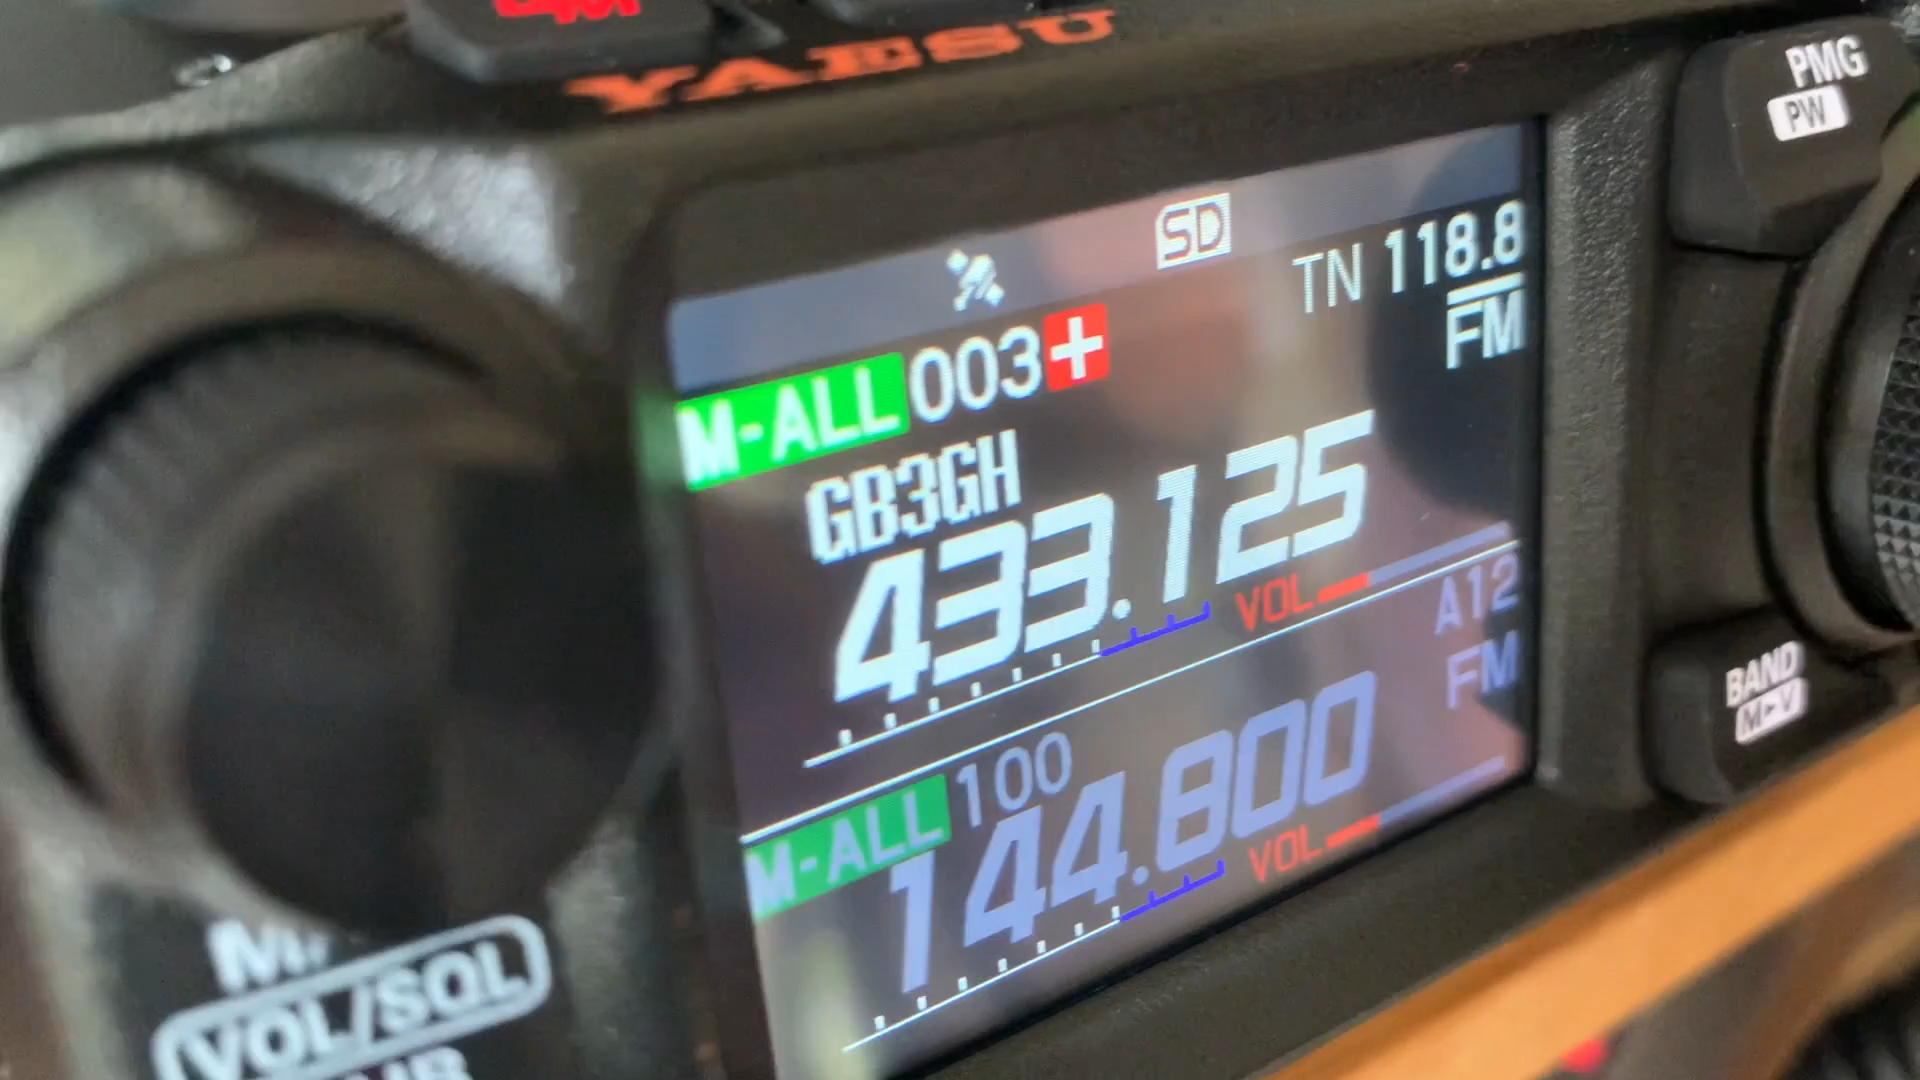 YAESU
PMG
PW
SD
TN 118.8
FM
M-ALL 003 +
GB3GH
433.125
VOL
A12
FM
BAND
M▶V
M-ALL 100
144.800
VOL
VOL/SQL